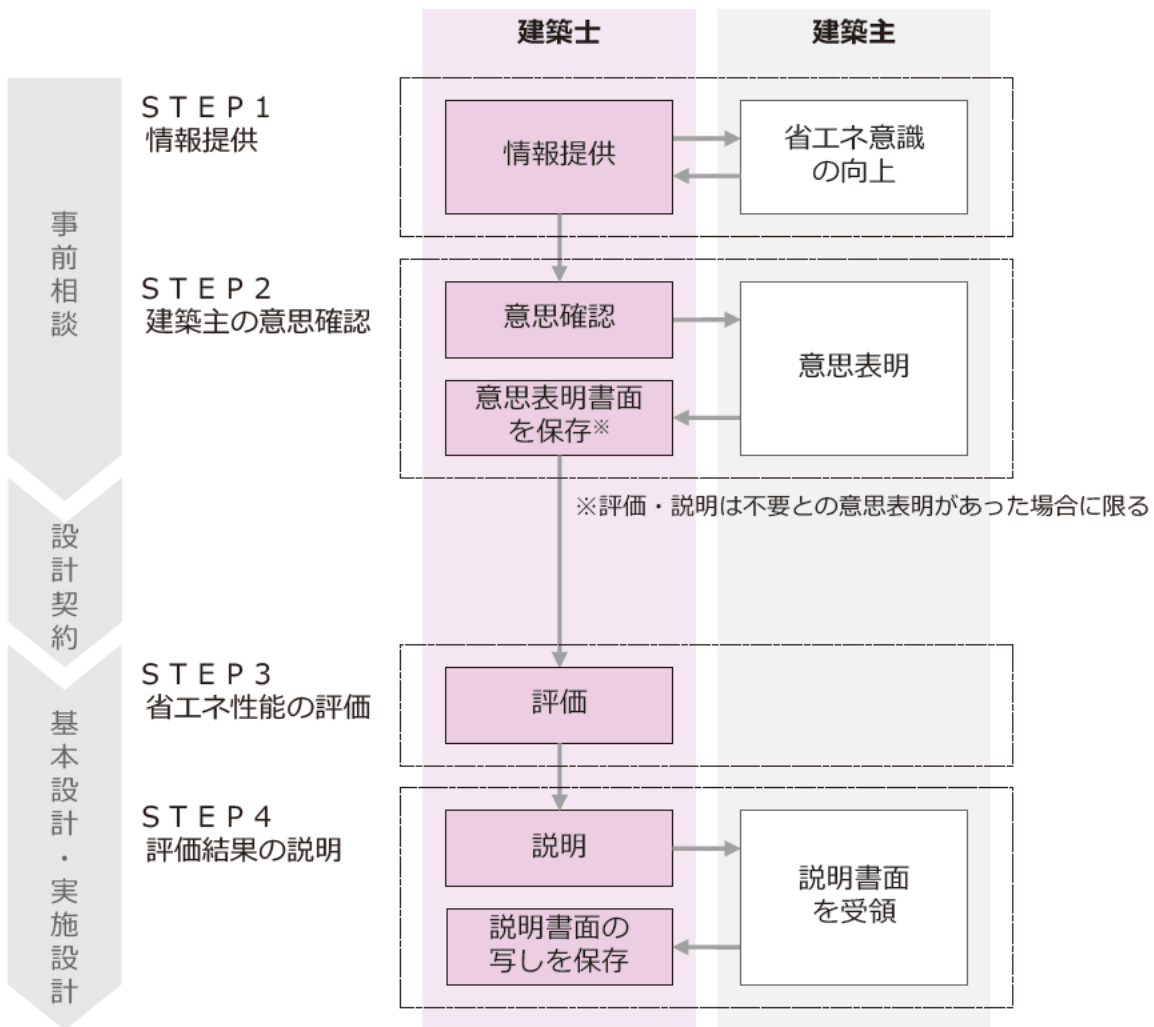 建築士
建築主
事前相談
ＳＴＥＰ１
情報提供
情報提供
省エネ意識
の向上
ＳＴＥＰ２
建築主の意思確認
意思確認
意思表明書面
を保存※
意思表明
※評価・説明は不要との意思表明があった場合に限る
設計契約
基本設計・実施設計
ＳＴＥＰ３
省エネ性能の評価
評価
ＳＴＥＰ４
評価結果の説明
説明
説明書面の
写しを保存
説明書面
を受領